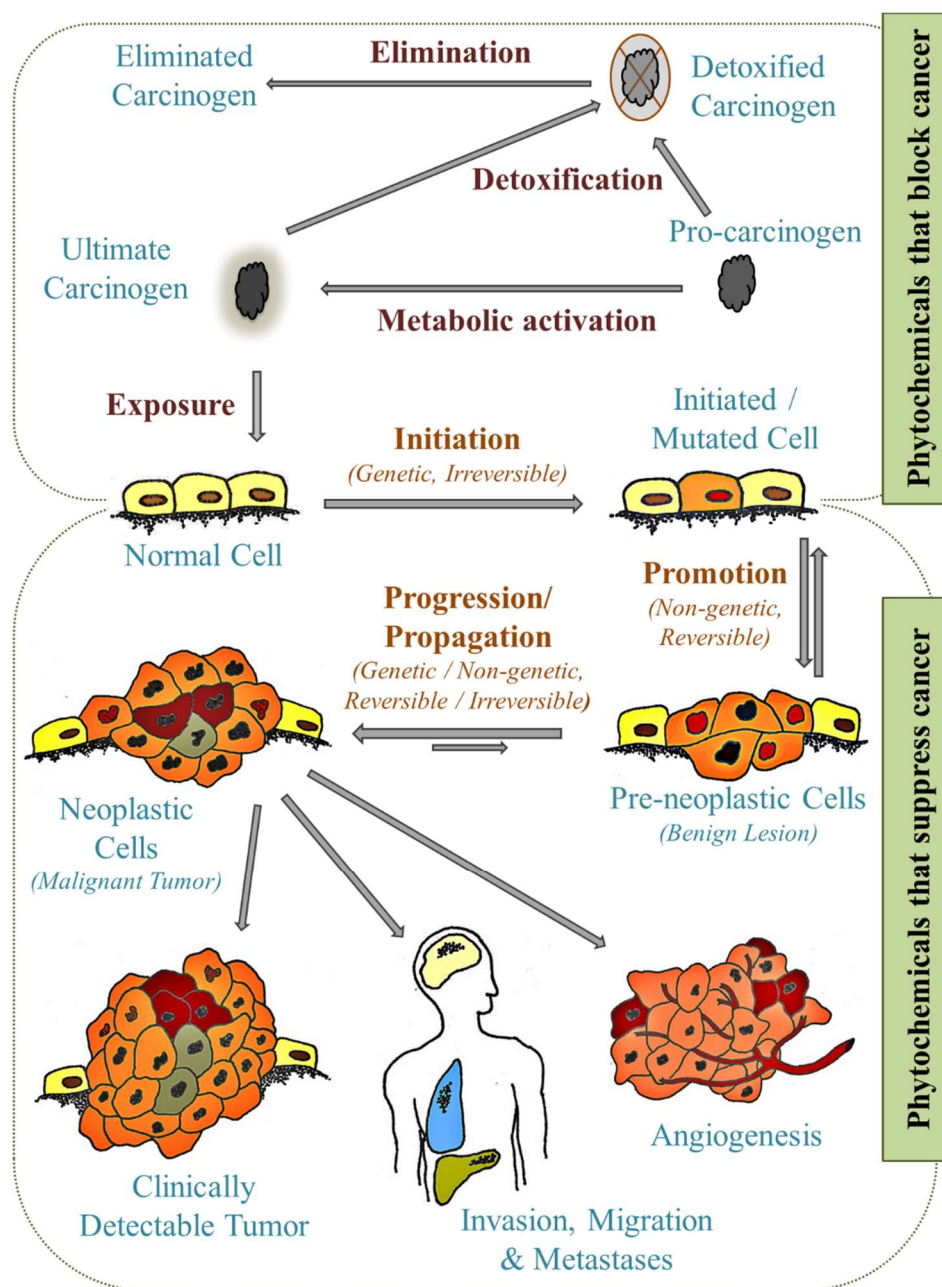 Elimination
Eliminated
Carcinogen
Detoxified
Carcinogen
Detoxification
Pro-carcinogen
Ultimate
Carcinogen
Metabolic activation
Exposure
Initiated /
Mutated Cell
Initiation
(Genetic, Irreversible)
Normal Cell
Phytochemicals that block cancer
Promotion
(Non-genetic,
Reversible)
Progression/
Propagation
(Genetic / Non-genetic,
Reversible / Irreversible)
Neoplastic
Cells
(Malignant Tumor)
Pre-neoplastic Cells
(Benign Lesion)
Clinically
Detectable Tumor
Invasion, Migration
& Metastases
Angiogenesis
Phytochemicals that suppress cancer